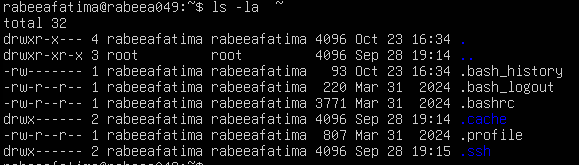 rabeeafatima@rabeea049:~$ ls -la  ~
total 32
drwxr-x--- 4 rabeeafatima rabeeafatima 4096 Oct 23 16:34 .
drwxr-xr-x 3 root         root         4096 Sep 28 19:14 ..
-rw------- 1 rabeeafatima rabeeafatima   93 Oct 23 16:34 .bash_history
-rw-r--r-- 1 rabeeafatima rabeeafatima  220 Mar 31  2024 .bash_logout
-rw-r--r-- 1 rabeeafatima rabeeafatima 3771 Mar 31  2024 .bashrc
drwx------ 2 rabeeafatima rabeeafatima 4096 Sep 28 19:14 .cache
-rw-r--r-- 1 rabeeafatima rabeeafatima  807 Mar 31  2024 .profile
drwx------ 2 rabeeafatima rabeeafatima 4096 Sep 28 19:15 .ssh